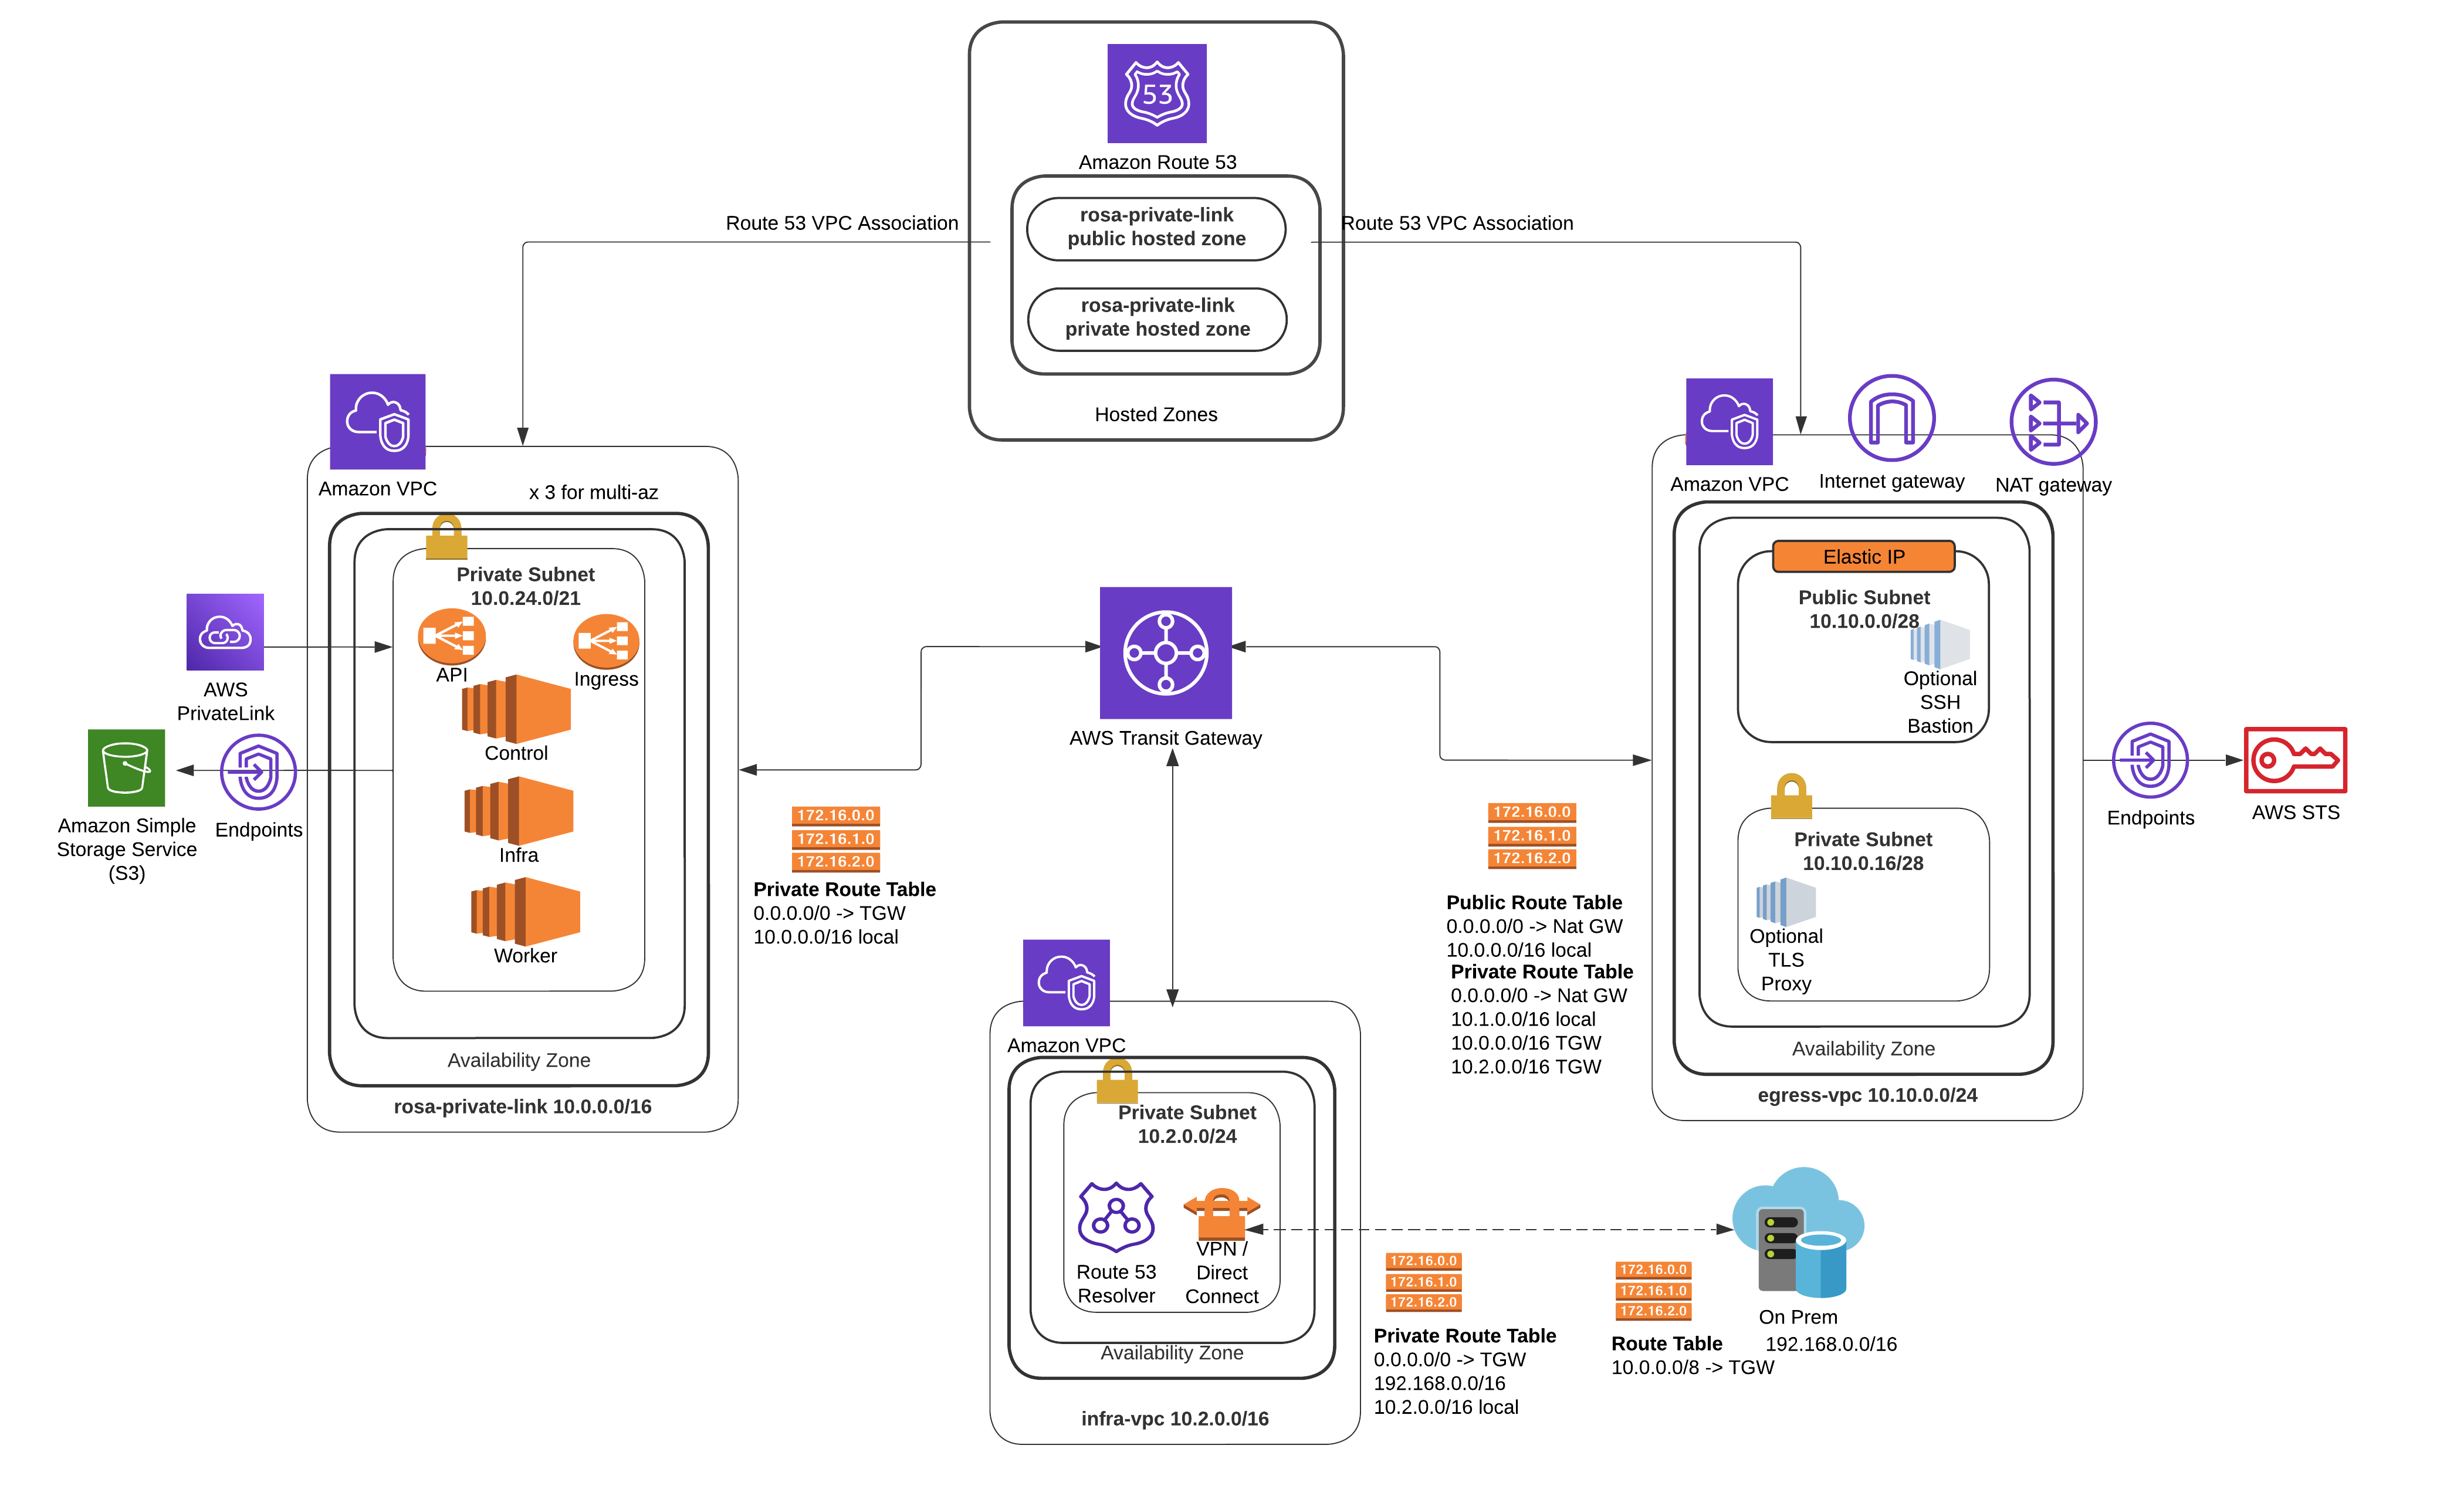 53
Amazon Route 53
rosa-private-link
public hosted zone
rosa-private-link
private hosted zone
Hosted Zones
Route 53 VPC Association
Route 53 VPC Association
Amazon VPC
x 3 for multi-az
Private Subnet
10.0.24.0/21
API
Ingress
Control
Infra
Worker
Availability Zone
rosa-private-link 10.0.0.0/16
AWS
PrivateLink
Amazon Simple
Storage Service
(S3)
Endpoints
172.16.0.0
172.16.1.0
172.16.2.0
Private Route Table
0.0.0.0/0 -> TGW
10.0.0.0/16 local
AWS Transit Gateway
Amazon VPC
Private Subnet
10.2.0.0/24
Route 53
Resolver
VPN /
Direct
Connect
Availability Zone
infra-vpc 10.2.0.0/16
172.16.0.0
172.16.1.0
172.16.2.0
Public Route Table
0.0.0.0/0 -> Nat GW
10.0.0.0/16 local
Private Route Table
0.0.0.0/0 -> Nat GW
10.1.0.0/16 local
10.0.0.0/16 TGW
10.2.0.0/16 TGW
Amazon VPC
Internet gateway
NAT gateway
Elastic IP
Public Subnet
10.10.0.0/28
Optional
SSH
Bastion
Private Subnet
10.10.0.16/28
Optional
TLS
Proxy
Availability Zone
egress-vpc 10.10.0.0/24
Endpoints
AWS STS
172.16.0.0
172.16.1.0
172.16.2.0
Private Route Table
0.0.0.0/0 -> TGW
192.168.0.0/16
10.2.0.0/16 local
172.16.0.0
172.16.1.0
172.16.2.0
Route Table
10.0.0.0/8 -> TGW
On Prem
192.168.0.0/16